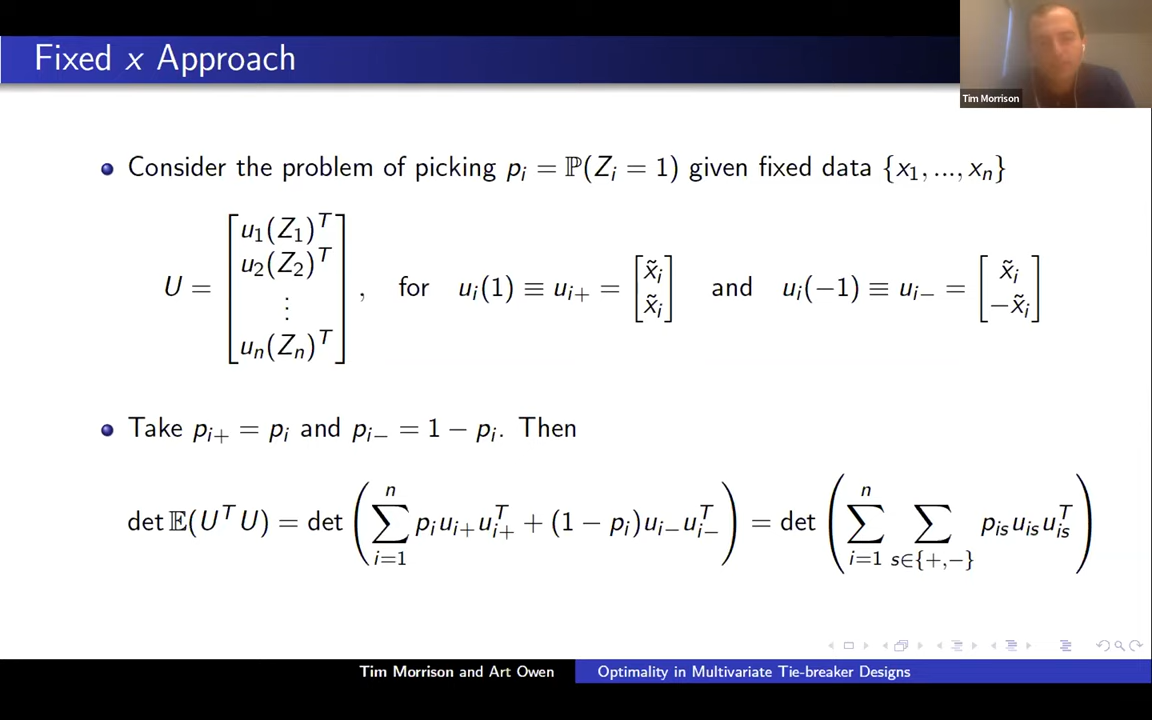 Fixed x Approach
Tim Morrison
Consider the problem of picking p_i = ℙ(Z_i = 1) given fixed data {x_1, ..., x_n}
U = [u_1(Z_1)^T u_2(Z_2)^T ⋮ u_n(Z_n)^T], for u_i(1) ≡ u_{i+} = [x̃_i x̃_i] and u_i(−1) ≡ u_{i−} = [x̃_i −x̃_i]
Take p_{i+} = p_i and p_{i−} = 1 − p_i. Then
det 𝔼(U^T U) = det (∑_{i=1}^{n} p_i u_{i+} u_{i+}^T + (1 − p_i) u_{i−} u_{i−}^T) = det (∑_{i=1}^{n} ∑_{s∈{+,−}} p_{is} u_{is} u_{is}^T)
Tim Morrison and Art Owen Optimality in Multivariate Tie-breaker Designs